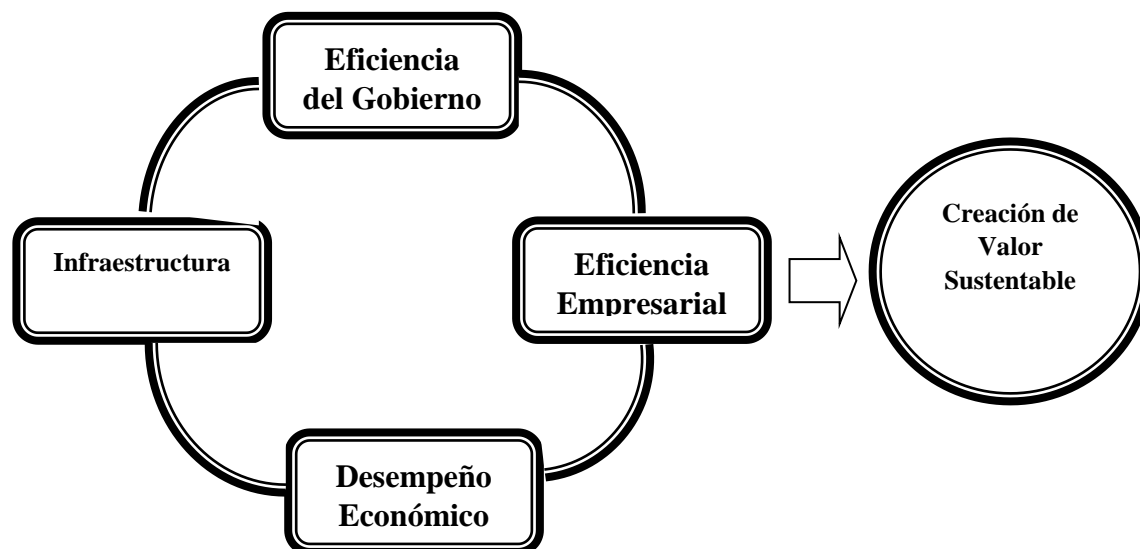 Eficiencia
del Gobierno
Infraestructura
Eficiencia
Empresarial
Creación de
Valor
Sustentable
Desempeño
Económico